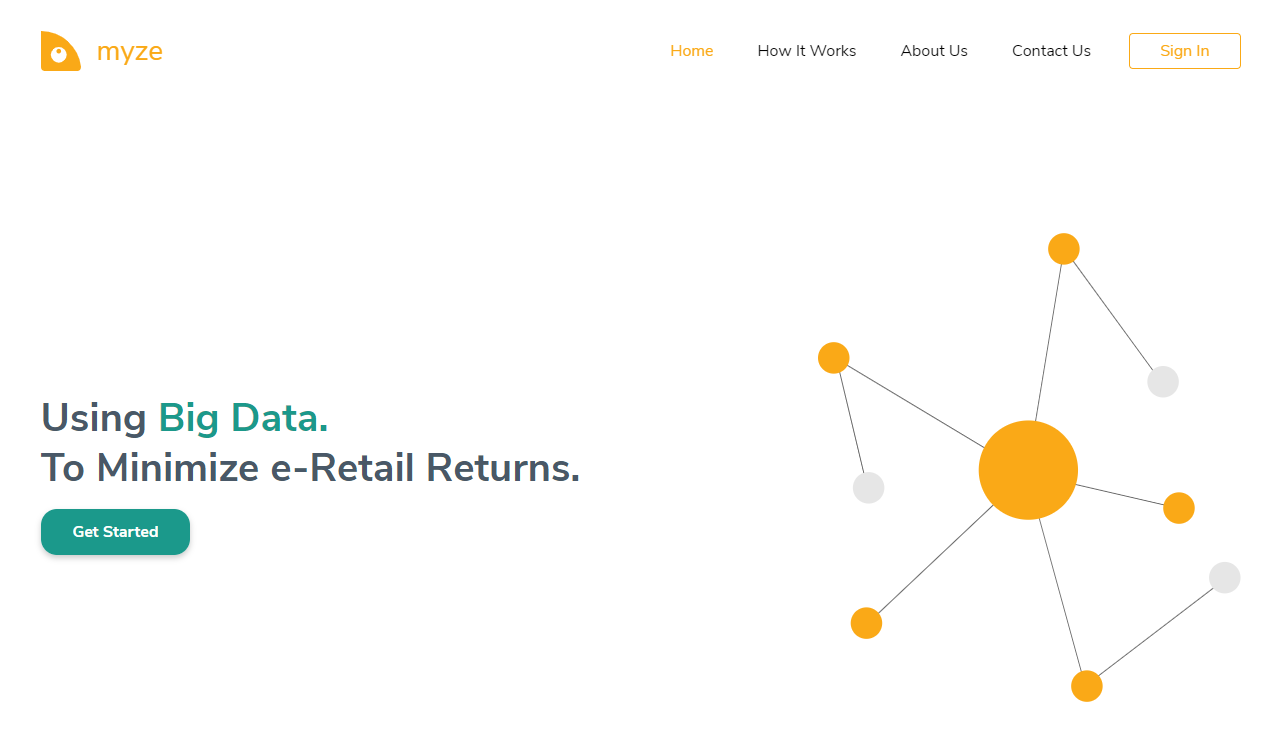 myze
Home How It Works About Us Contact Us Sign In
Using Big Data.
To Minimize e-Retail Returns.
Get Started